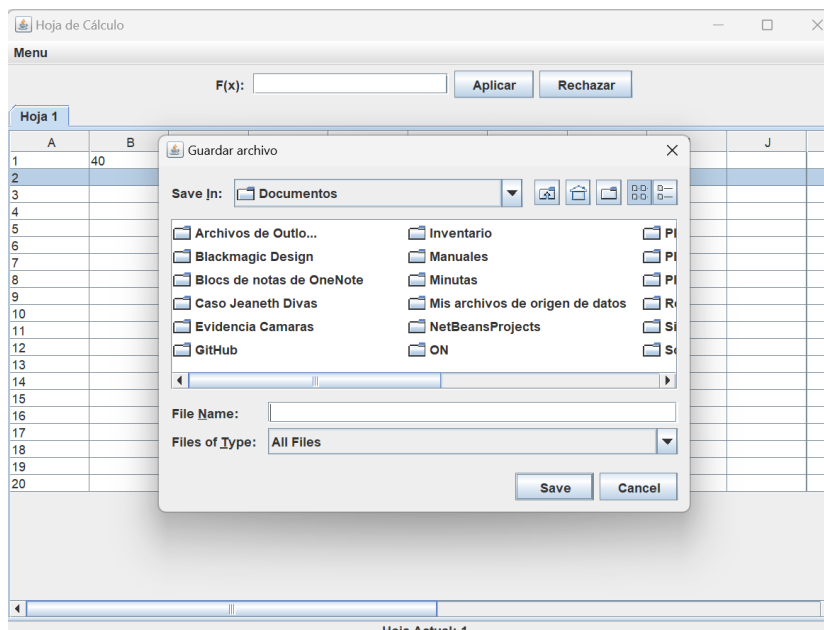 Hoja de Cálculo
Menu
F(x): Aplicar Rechazar
Hoja 1
A B J
1 40
2
3
4
5
6
7
8
9
10
11
12
13
14
15
16
17
18
19
20
Guardar archivo
Save In: Documentos
Archivos de Outlo... Inventario
Blackmagic Design Manuales
Blocs de notas de OneNote Minutas
Caso Jeaneth Divas Mis archivos de origen de datos
Evidencia Camaras NetBeansProjects
GitHub ON
File Name:
Files of Type: All Files
Save Cancel
Hoja Actual: 1